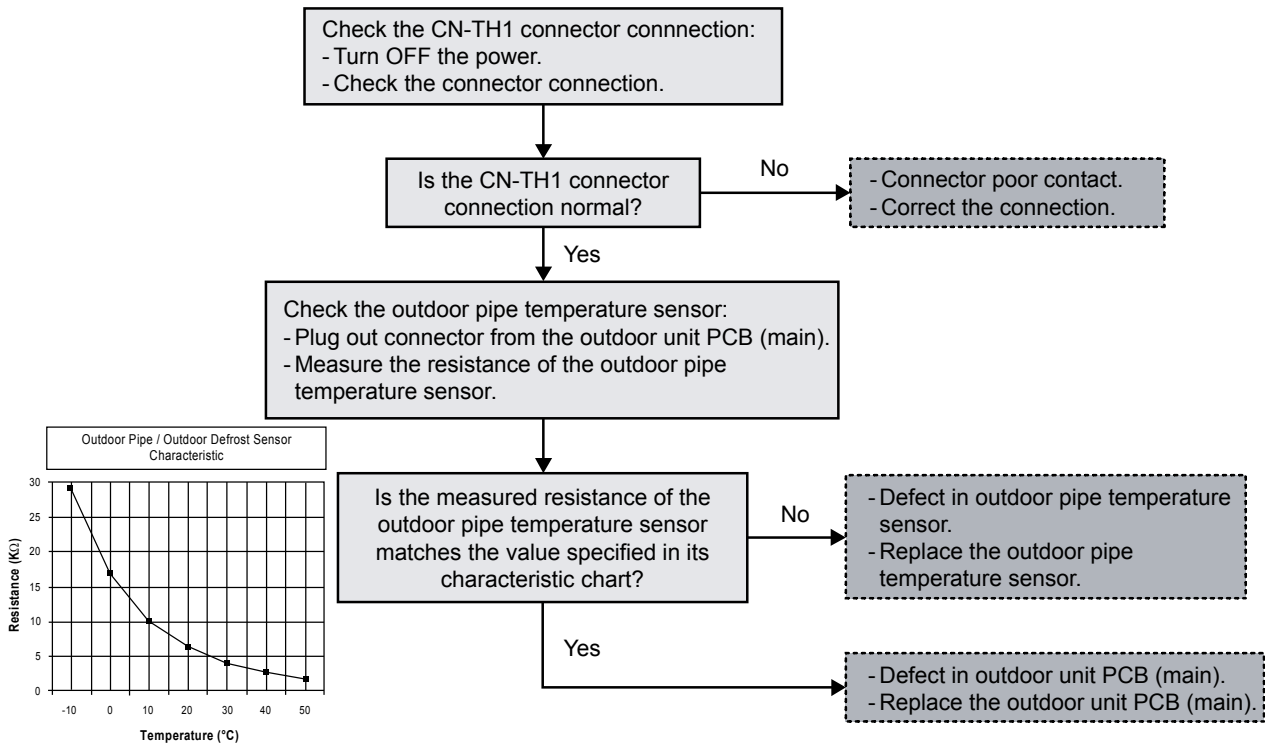 Check the CN-TH1 connector connnection:
- Turn OFF the power.
- Check the connector connection.
Is the CN-TH1 connector
connection normal?
No
- Connector poor contact.
- Correct the connection.
Yes
Check the outdoor pipe temperature sensor:
- Plug out connector from the outdoor unit PCB (main).
- Measure the resistance of the outdoor pipe
temperature sensor.
Outdoor Pipe / Outdoor Defrost Sensor
Characteristic
30
25
20
15
10
5
0
Resistance (KΩ)
-10 0 10 20 30 40 50
Temperature (°C)
Is the measured resistance of the
outdoor pipe temperature sensor
matches the value specified in its
characteristic chart?
No
- Defect in outdoor pipe temperature
sensor.
- Replace the outdoor pipe
temperature sensor.
Yes
- Defect in outdoor unit PCB (main).
- Replace the outdoor unit PCB (main).